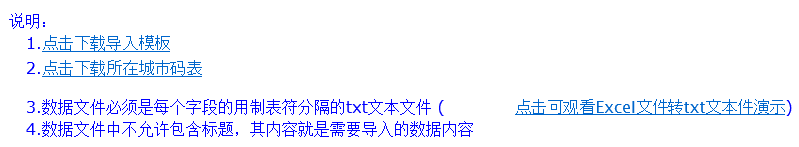 说明：
1.点击下载导入模板
2.点击下载所在城市码表
3.数据文件必须是每个字段的用制表符分隔的txt文本文件 ( 点击可观看Excel文件转txt文本件演示)
4.数据文件中不允许包含标题，其内容就是需要导入的数据内容